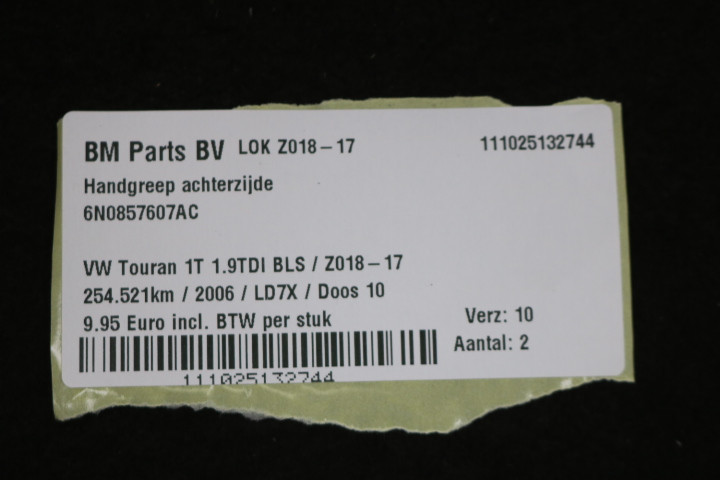 BM Parts BV LOK Z018-17 111025132744
Handgreep achterzijde
6N0857607AC
VW Touran 1T 1.9TDI BLS / Z018-17
254.521km / 2006 / LD7X / Doos 10
9.95 Euro incl. BTW per stuk Verz: 10
Aantal: 2
111025132744